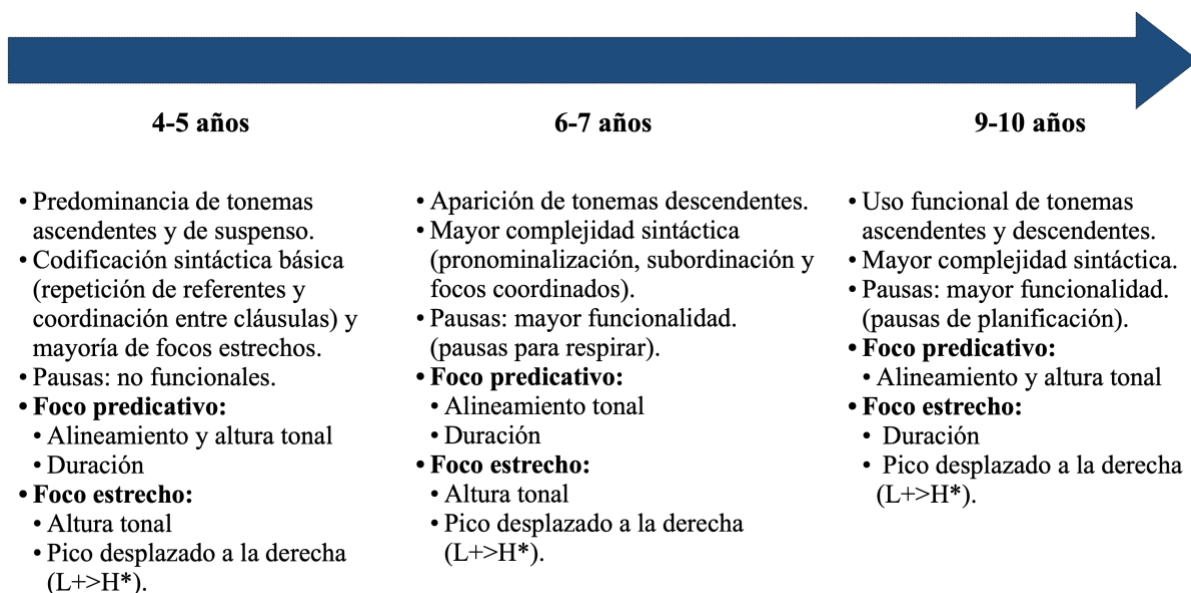 4-5 años
• Predominancia de tonemas
ascendentes y de suspenso.
• Codificación sintáctica básica
(repetición de referentes y
coordinación entre cláusulas) y
mayoría de focos estrechos.
• Pausas: no funcionales.
• Foco predicativo:
• Alineamiento y altura tonal
• Duración
• Foco estrecho:
• Altura tonal
• Pico desplazado a la derecha
(L+>H*).
6-7 años
• Aparición de tonemas descendentes.
• Mayor complejidad sintáctica
(pronominalización, subordinación y
focos coordinados).
• Pausas: mayor funcionalidad.
(pausas para respirar).
• Foco predicativo:
• Alineamiento tonal
• Duración
• Foco estrecho:
• Altura tonal
• Pico desplazado a la derecha
(L+>H*).
9-10 años
• Uso funcional de tonemas
ascendentes y descendentes.
• Mayor complejidad sintáctica.
• Pausas: mayor funcionalidad.
(pausas de planificación).
• Foco predicativo:
• Alineamiento y altura tonal
• Foco estrecho:
• Duración
• Pico desplazado a la derecha
(L+>H*).